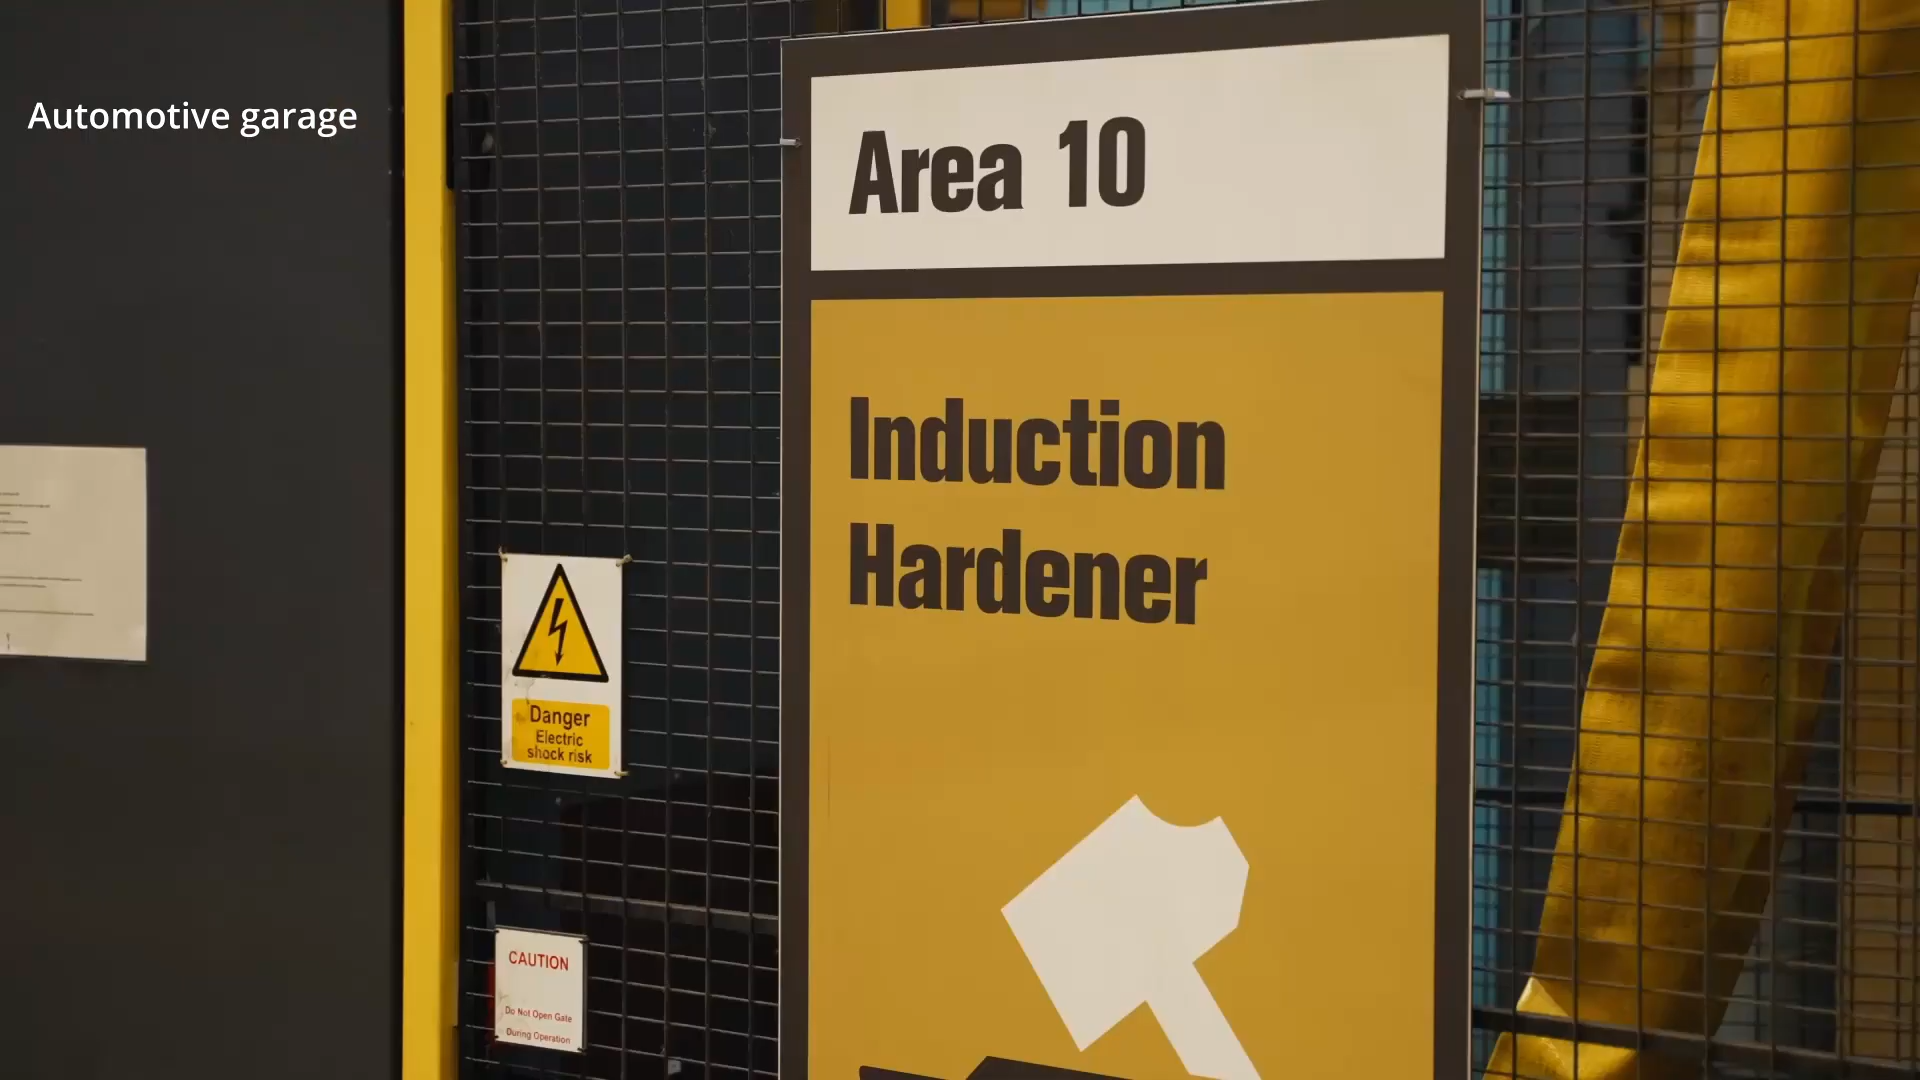 Automotive garage
Area 10
Induction
Hardener
Danger
Electric
shock risk
CAUTION
Do Not Open Gate
During Operation